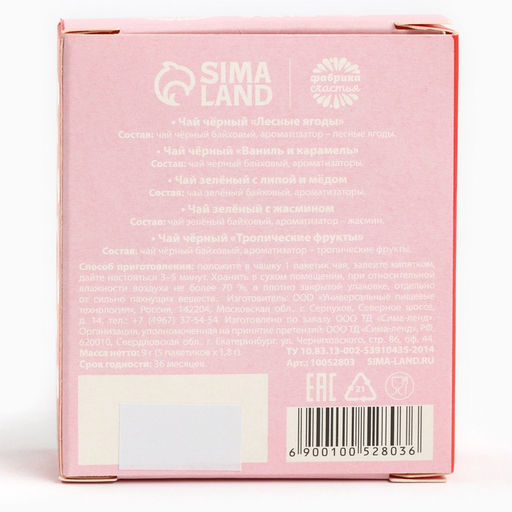 SIMA
LAND
фабрика
счастья
• Чай чёрный «Лесные ягоды»
Состав: чай чёрный байховый, ароматизатор – лесные ягоды.
• Чай чёрный «Ваниль и карамель»
Состав: чай черный байховый, ароматизаторы.
• Чай зелёный с липой и мёдом
Состав: чай зелёный байховый, ароматизаторы.
• Чай зелёный с жасмином
Состав: чай зелёный байховый, ароматизатор – жасмин.
• Чай чёрный «Тропические фрукты»
Состав: чай чёрный байховый, ароматизатор – тропические фрукты.
Способ приготовления: положите в чашку 1 пакетик чая, залейте кипятком,
дайте настояться 3–5 минут. Хранить в сухом помещении, при относительной
влажности воздуха не более 70 %, в плотно закрытой упаковке, отдельно
от сильно пахнущих веществ. Изготовитель: ООО «Универсальные пищевые
технологии», Россия, 142204, Московская обл., г. Серпухов, Северное шоссе,
д. 14, тел.: +7 (4967) 37-54-54 Изготовлено по заказу ООО ТД «Сима-ленд».
Организация, уполномоченная на принятие претензий: ООО ТД «Сима-ленд», РФ,
620010, Свердловская обл., г. Екатеринбург, ул. Черняховского, стр. 86, оф. 44.
Масса нетто: 9 г (5 пакетиков x 1,8 г). ТУ 10.83.13-002-53910435-2014
Срок годности: 36 месяцев. Арт.: 10052803 SIMA-LAND.RU
EAC 21
6 900100 528036